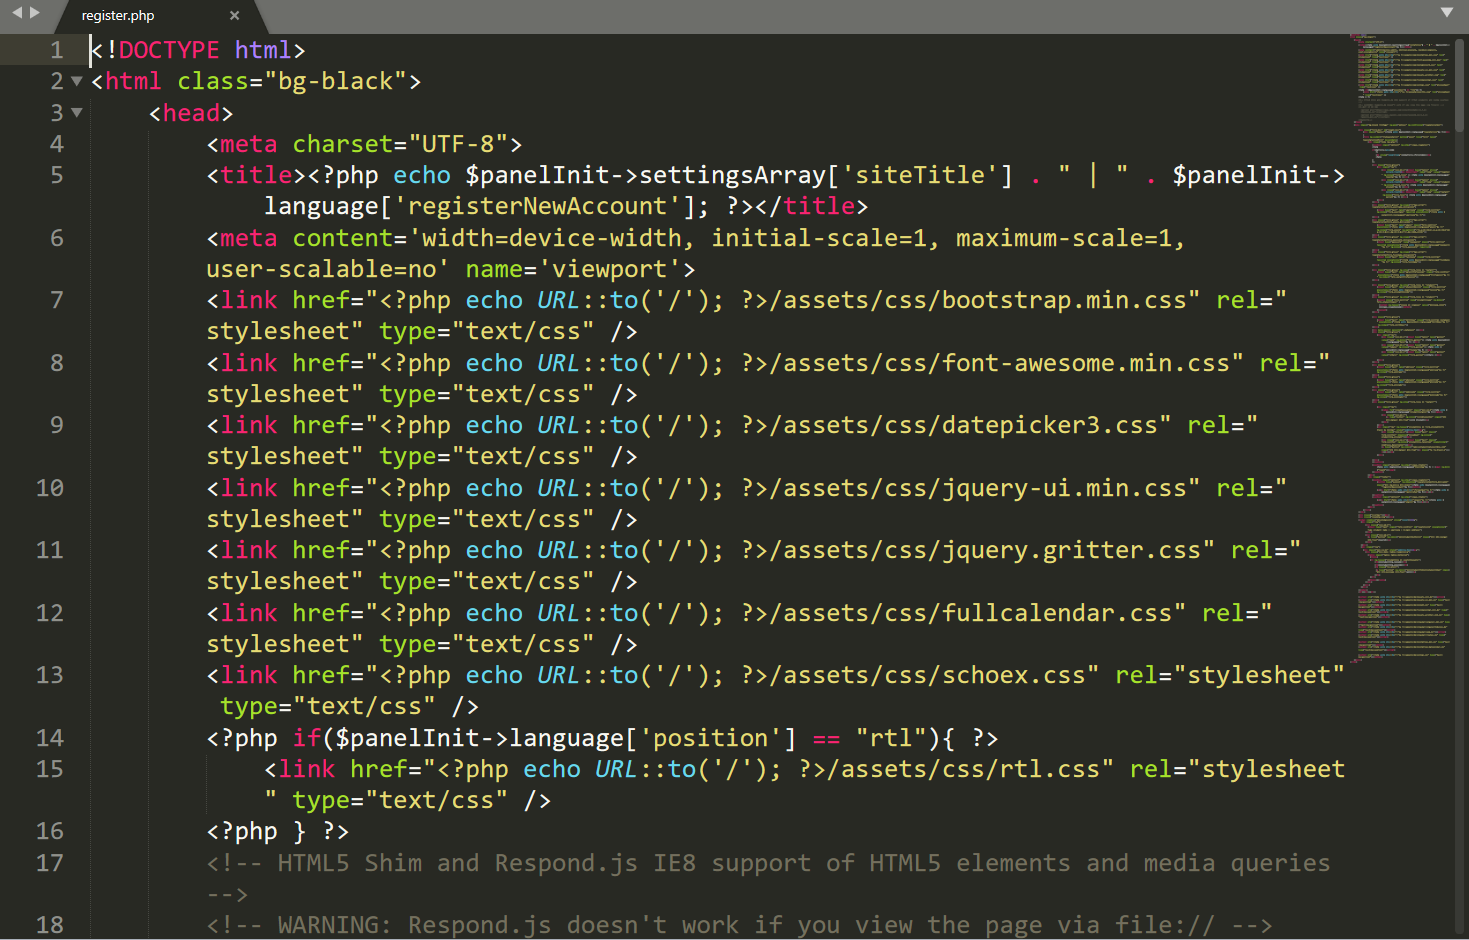 register.php ×
1 <!DOCTYPE html>
2 <html class="bg-black">
3 <head>
4 <meta charset="UTF-8">
5 <title><?php echo $panelInit->settingsArray['siteTitle'] . " | " . $panelInit->
language['registerNewAccount']; ?></title>
6 <meta content='width=device-width, initial-scale=1, maximum-scale=1,
user-scalable=no' name='viewport'>
7 <link href="<?php echo URL::to('/'); ?>/assets/css/bootstrap.min.css" rel="
stylesheet" type="text/css" />
8 <link href="<?php echo URL::to('/'); ?>/assets/css/font-awesome.min.css" rel="
stylesheet" type="text/css" />
9 <link href="<?php echo URL::to('/'); ?>/assets/css/datepicker3.css" rel="
stylesheet" type="text/css" />
10 <link href="<?php echo URL::to('/'); ?>/assets/css/jquery-ui.min.css" rel="
stylesheet" type="text/css" />
11 <link href="<?php echo URL::to('/'); ?>/assets/css/jquery.gritter.css" rel="
stylesheet" type="text/css" />
12 <link href="<?php echo URL::to('/'); ?>/assets/css/fullcalendar.css" rel="
stylesheet" type="text/css" />
13 <link href="<?php echo URL::to('/'); ?>/assets/css/schoex.css" rel="stylesheet"
type="text/css" />
14 <?php if($panelInit->language['position'] == "rtl"){ ?>
15 <link href="<?php echo URL::to('/'); ?>/assets/css/rtl.css" rel="stylesheet
" type="text/css" />
16 <?php } ?>
17 <!-- HTML5 Shim and Respond.js IE8 support of HTML5 elements and media queries
-->
18 <!-- WARNING: Respond.js doesn't work if you view the page via file:// -->